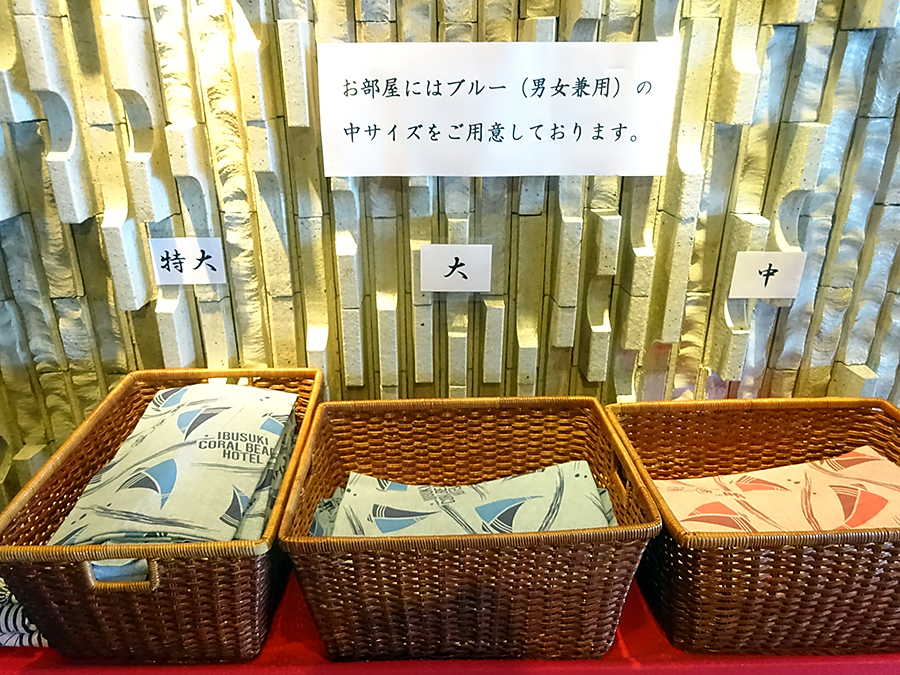 お部屋にはブルー（男女兼用）の
中サイズをご用意しております。
特大
大
中
IBUSUKI
CORAL BEA
HOTEL